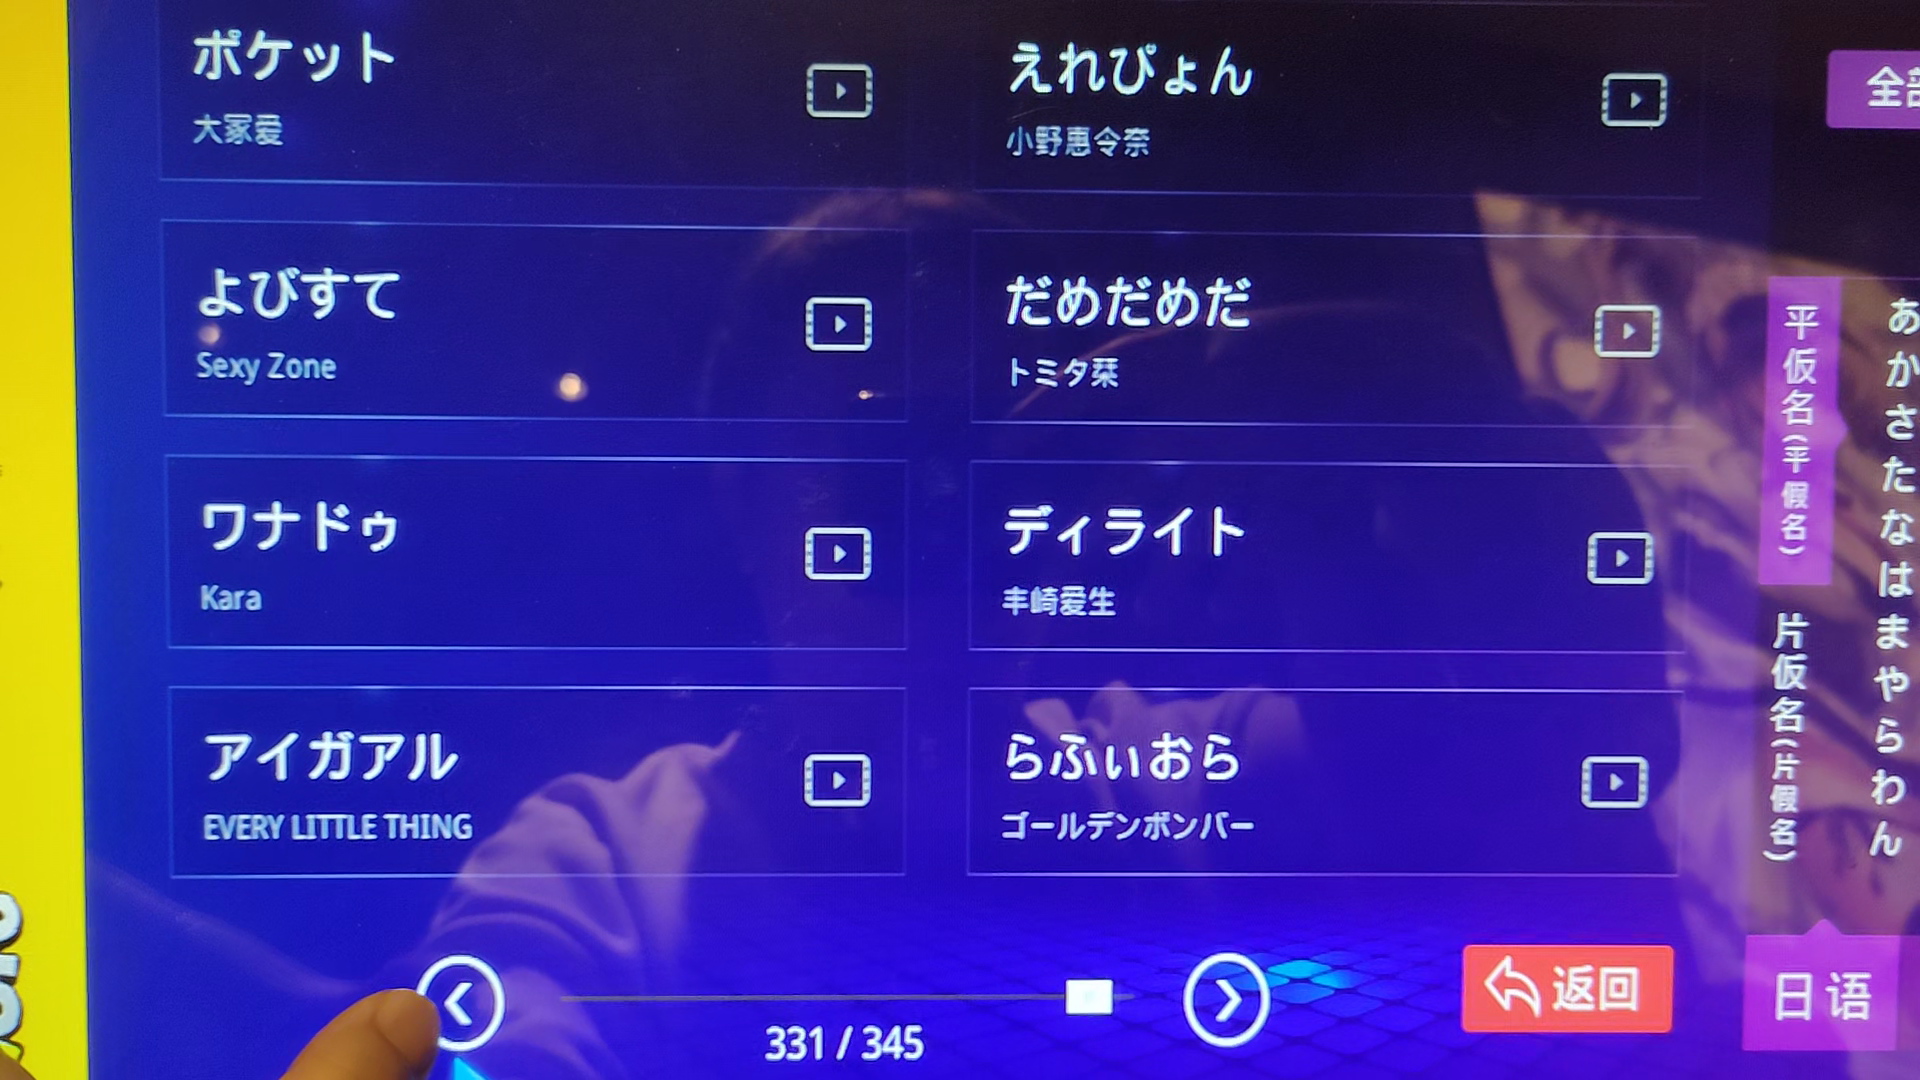 ポケット
大冢爱
えれぴょん
小野惠令奈
よびすて
Sexy Zone
だめだめだ
トミタ栞
ワナドゥ
Kara
ディライト
丰崎爱生
アイガアル
EVERY LITTLE THING
らふぃおら
ゴールデンボンバー
331 / 345
返回
全部
平仮名(平假名)
片仮名(片假名)
あかさたなはまやらわん
日语